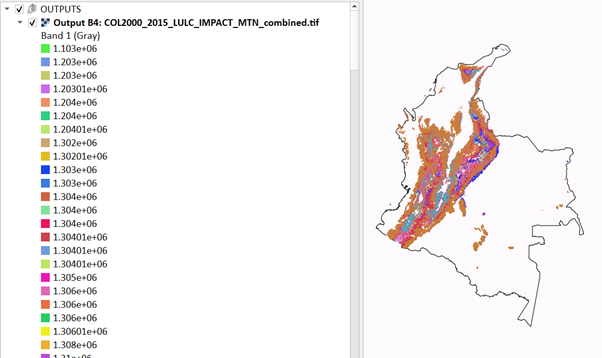 OUTPUTS
Output B4: COL2000_2015_LULC_IMPACT_MTN_combined.tif
Band 1 (Gray)
1.103e+06
1.203e+06
1.203e+06
1.20301e+06
1.204e+06
1.204e+06
1.20401e+06
1.302e+06
1.30201e+06
1.303e+06
1.303e+06
1.304e+06
1.304e+06
1.304e+06
1.30401e+06
1.30401e+06
1.30401e+06
1.305e+06
1.306e+06
1.306e+06
1.306e+06
1.30601e+06
1.308e+06
1.31e+06